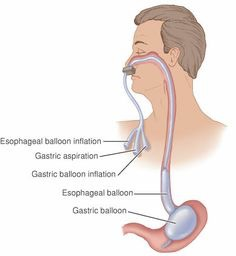 Esophageal balloon inflation
Gastric aspiration
Gastric balloon inflation
Esophageal balloon
Gastric balloon